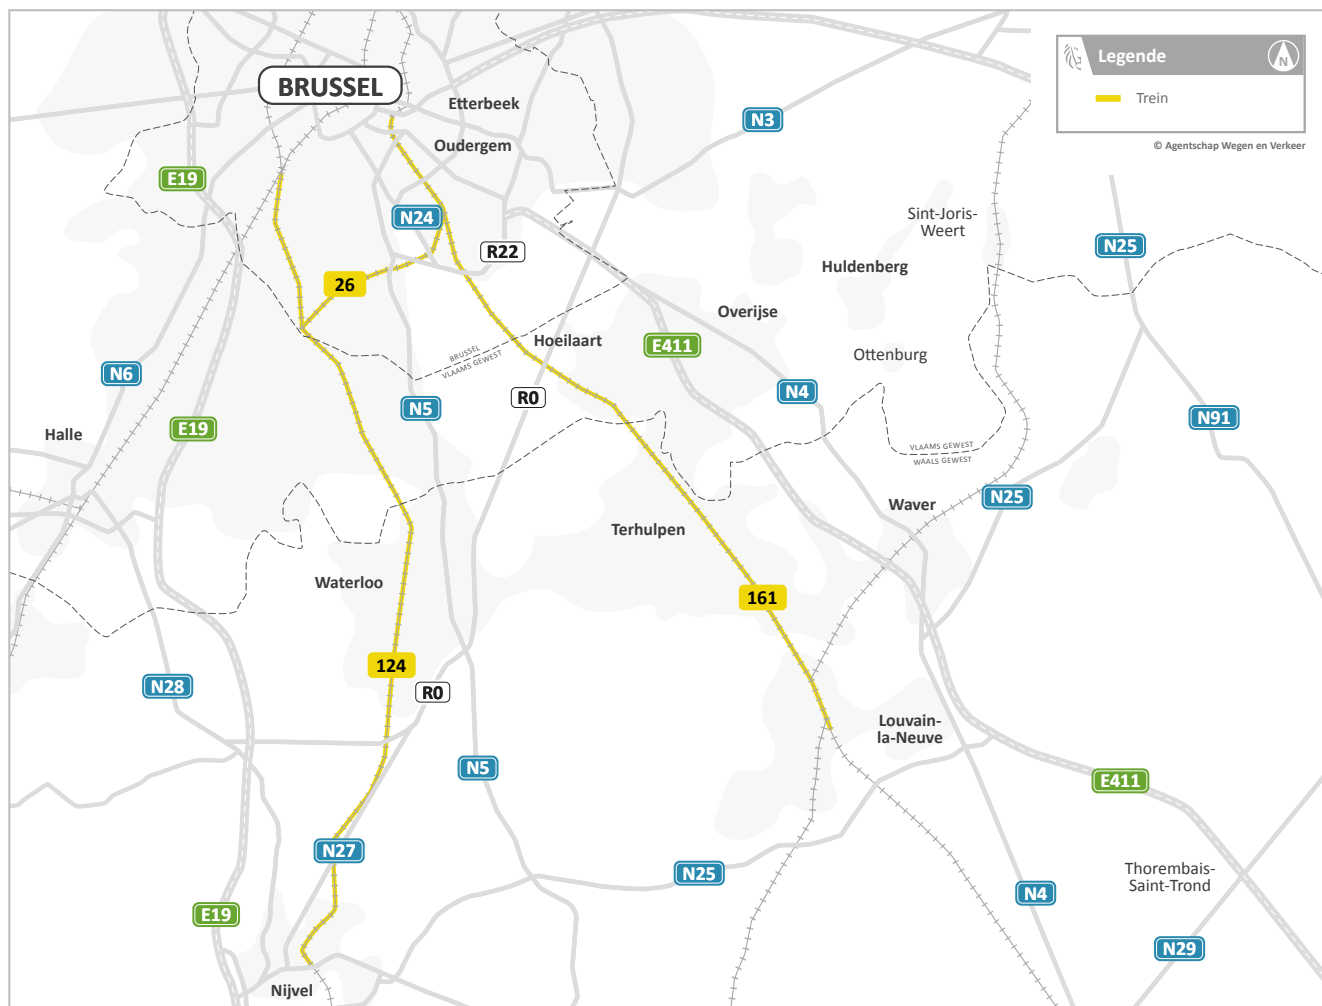 BRUSSEL
Etterbeek
Oudergem
N3
Legende
N
Trein
© Agentschap Wegen en Verkeer
E19
N24
R22
Sint-Joris-
Weert
N25
26
Huldenberg
Overijse
Hoeilaart
E411
Ottenburg
BRUSSEL
VLAAMS GEWEST
N6
N5
R0
N4
N91
Halle
E19
VLAAMS GEWEST
WAALS GEWEST
N25
Waver
Terhulpen
Waterloo
161
124
R0
N28
Louvain-
la-Neuve
N5
E411
N27
N25
Thorembais-
Saint-Trond
N4
E19
N29
Nijvel